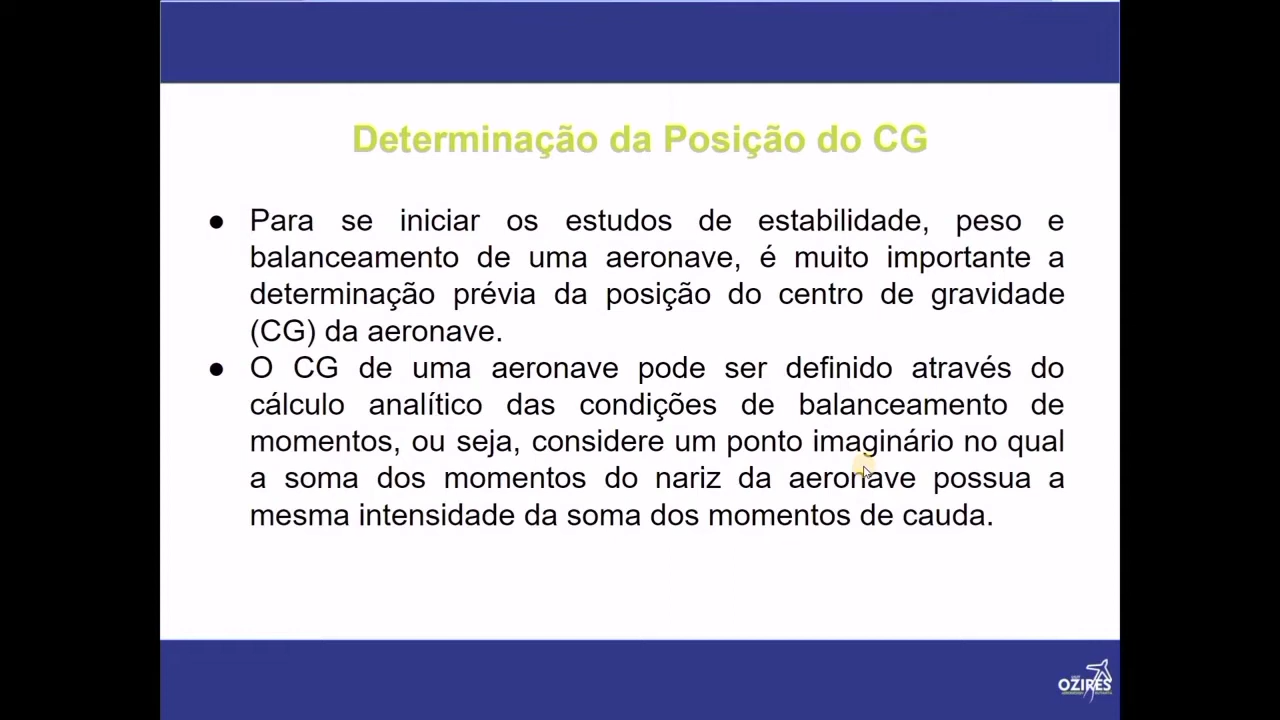 Determinação da Posição do CG
● Para se iniciar os estudos de estabilidade, peso e
balanceamento de uma aeronave, é muito importante a
determinação prévia da posição do centro de gravidade
(CG) da aeronave.
● O CG de uma aeronave pode ser definido através do
cálculo analítico das condições de balanceamento de
momentos, ou seja, considere um ponto imaginário no qual
a soma dos momentos do nariz da aeronave possua a
mesma intensidade da soma dos momentos de cauda.
OZIRES